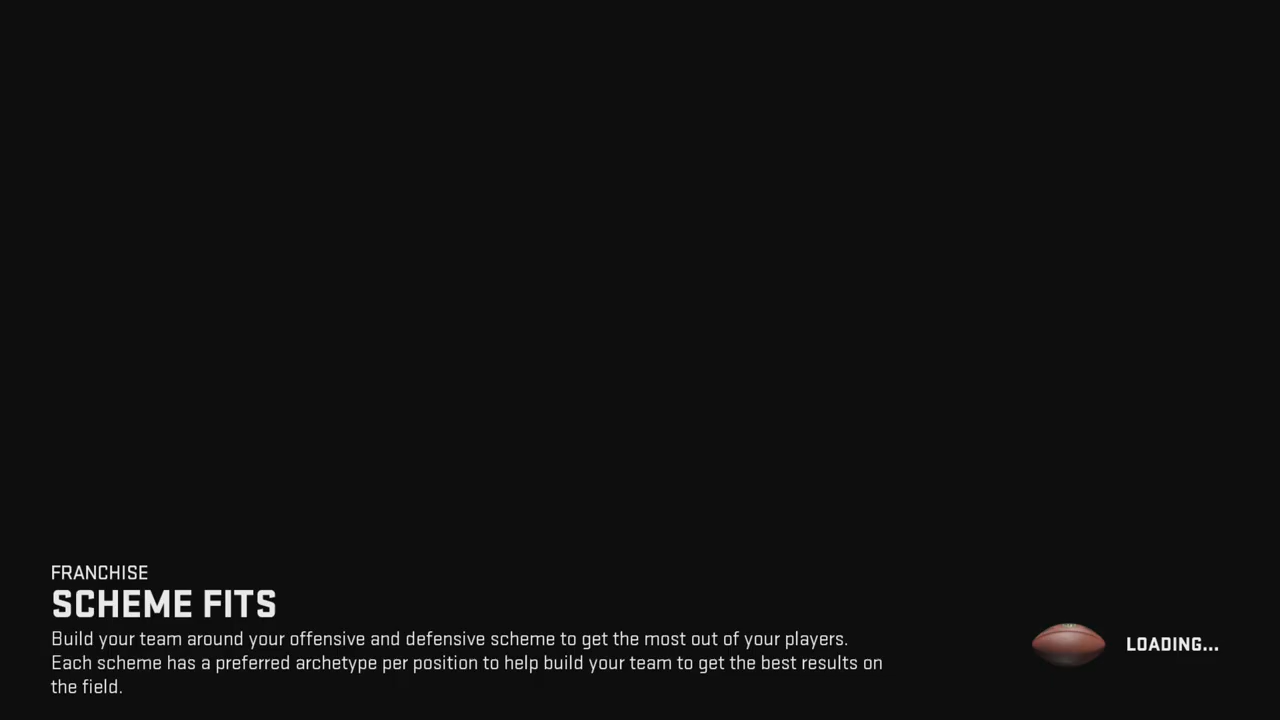 FRANCHISE
SCHEME FITS
Build your team around your offensive and defensive scheme to get the most out of your players.
Each scheme has a preferred archetype per position to help build your team to get the best results on
the field.
LOADING...